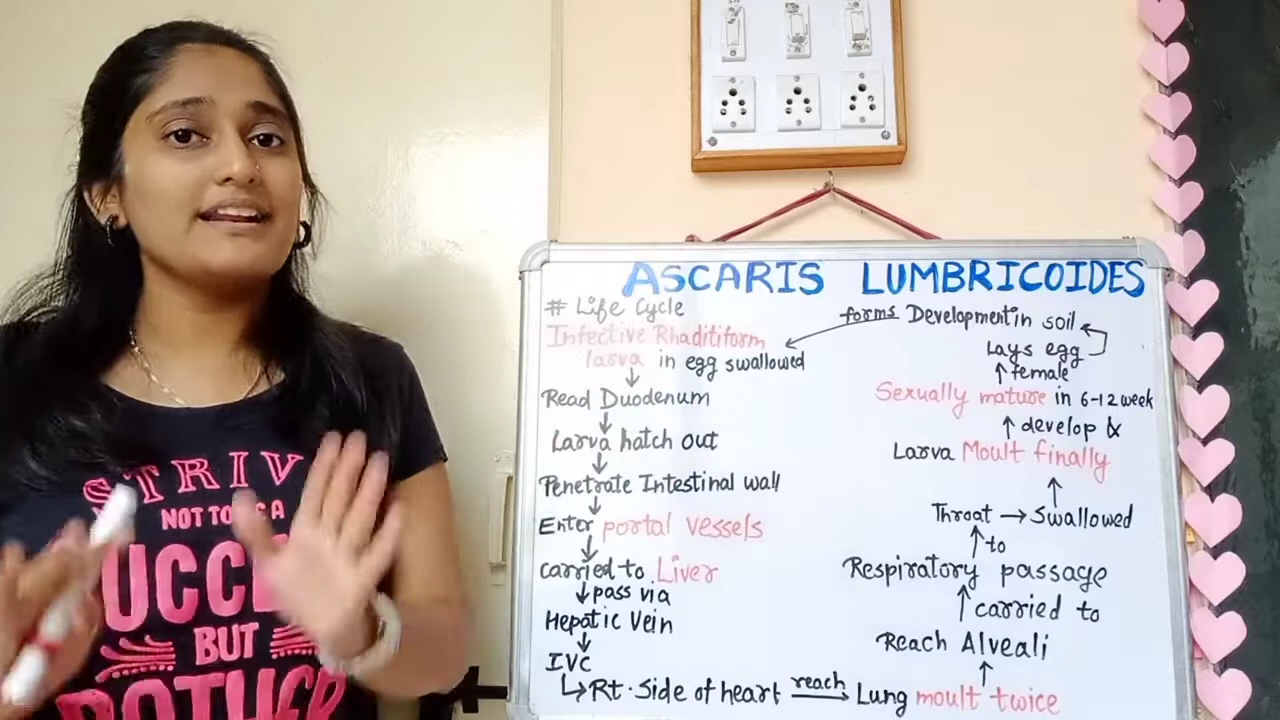 ASCARIS LUMBRICOIDES
# Life Cycle
Infective Rhaditiform
larva in egg swallowed
Read Duodenum
Larva hatch out
Penetrate Intestinal wall
Enter portal vessels
carried to Liver
pass via
Hepatic Vein
IVC
Rt. Side of heart reach Lung moult twice
Reach Alveali
carried to
Respiratory passage
to
Throat → Swallowed
Larva Moult finally
develop &
Sexually mature in 6-12 week
female
Lays egg
forms Development in soil
STRIV
NOT TO
A
UCCE
BUT
ROTHER